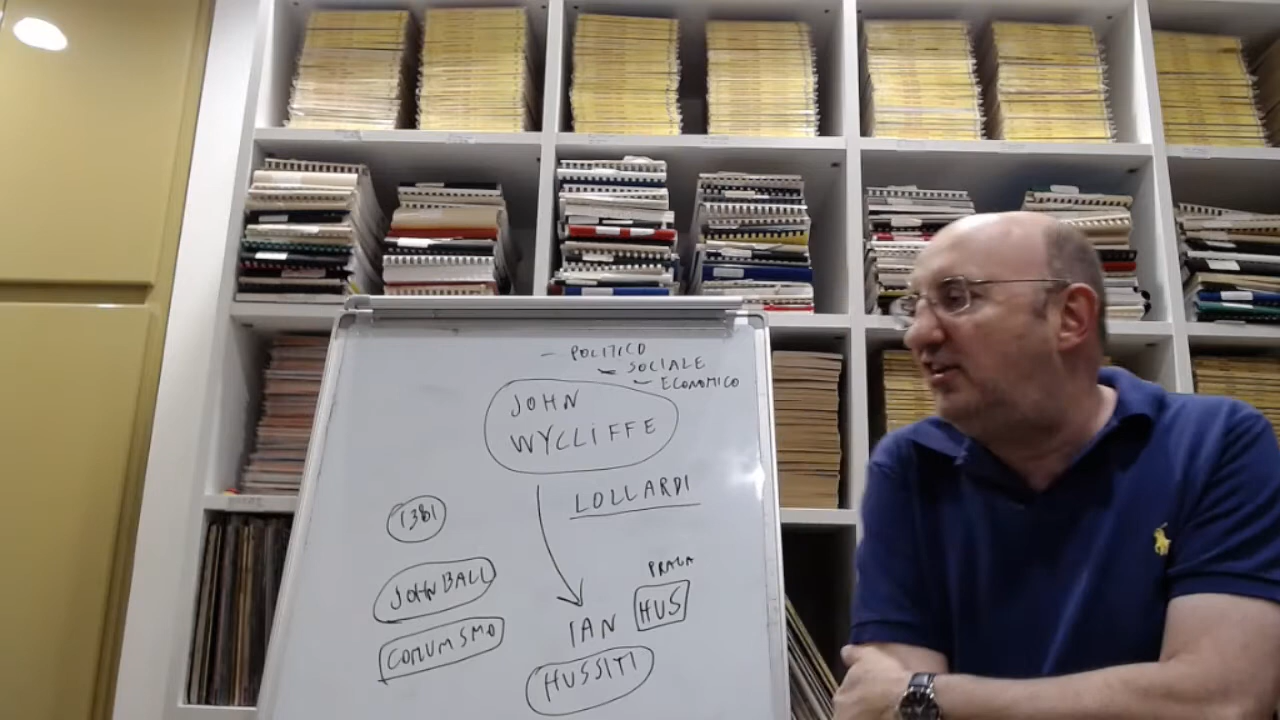 - POLITICO
- SOCIALE
- ECONOMICO
JOHN
WYCLIFFE
LOLLARDI
1381
JOHN BALL
COMUNISMO
PRAGA
IAN HUS
HUSSITI